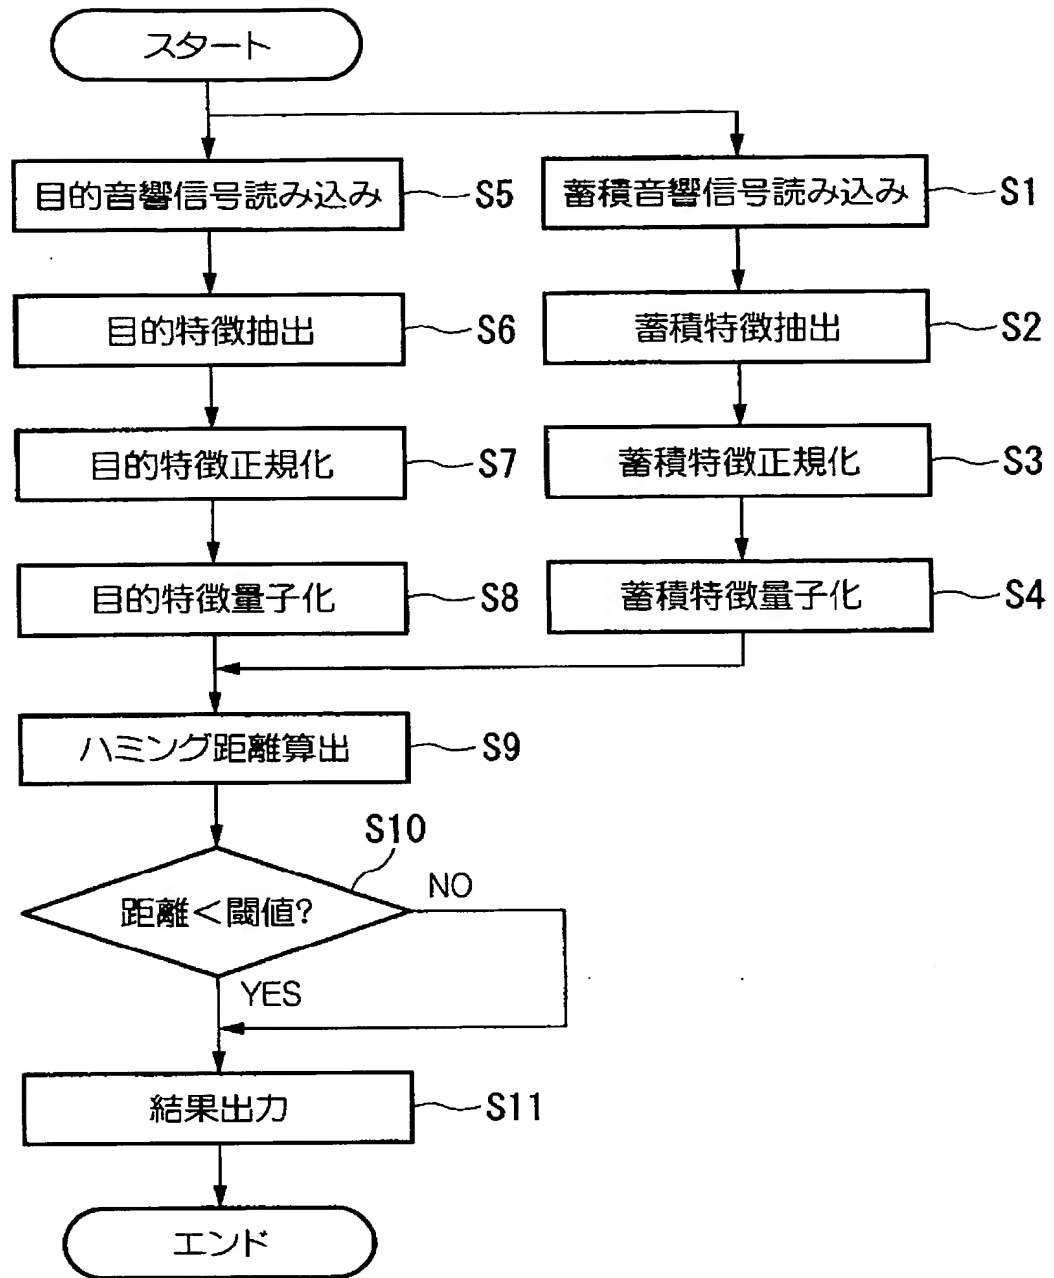 スタート
目的音響信号読み込み S5
蓄積音響信号読み込み S1
目的特徴抽出 S6
蓄積特徴抽出 S2
目的特徴正規化 S7
蓄積特徴正規化 S3
目的特徴量子化 S8
蓄積特徴量子化 S4
ハミング距離算出 S9
S10
距離<閾値?
NO
YES
結果出力 S11
エンド